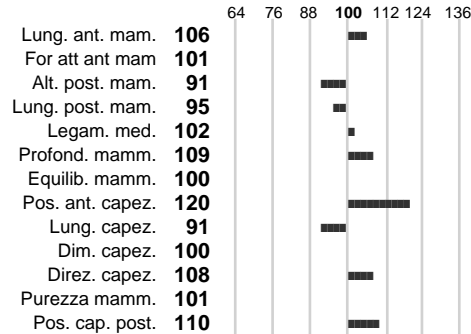 64 76 88 100 112 124 136
Lung. ant. mam. 106
For att ant mam 101
Alt. post. mam. 91
Lung. post. mam. 95
Legam. med. 102
Profond. mamm. 109
Equilib. mamm. 100
Pos. ant. capez. 120
Lung. capez. 91
Dim. capez. 100
Direz. capez. 108
Purezza mamm. 101
Pos. cap. post. 110